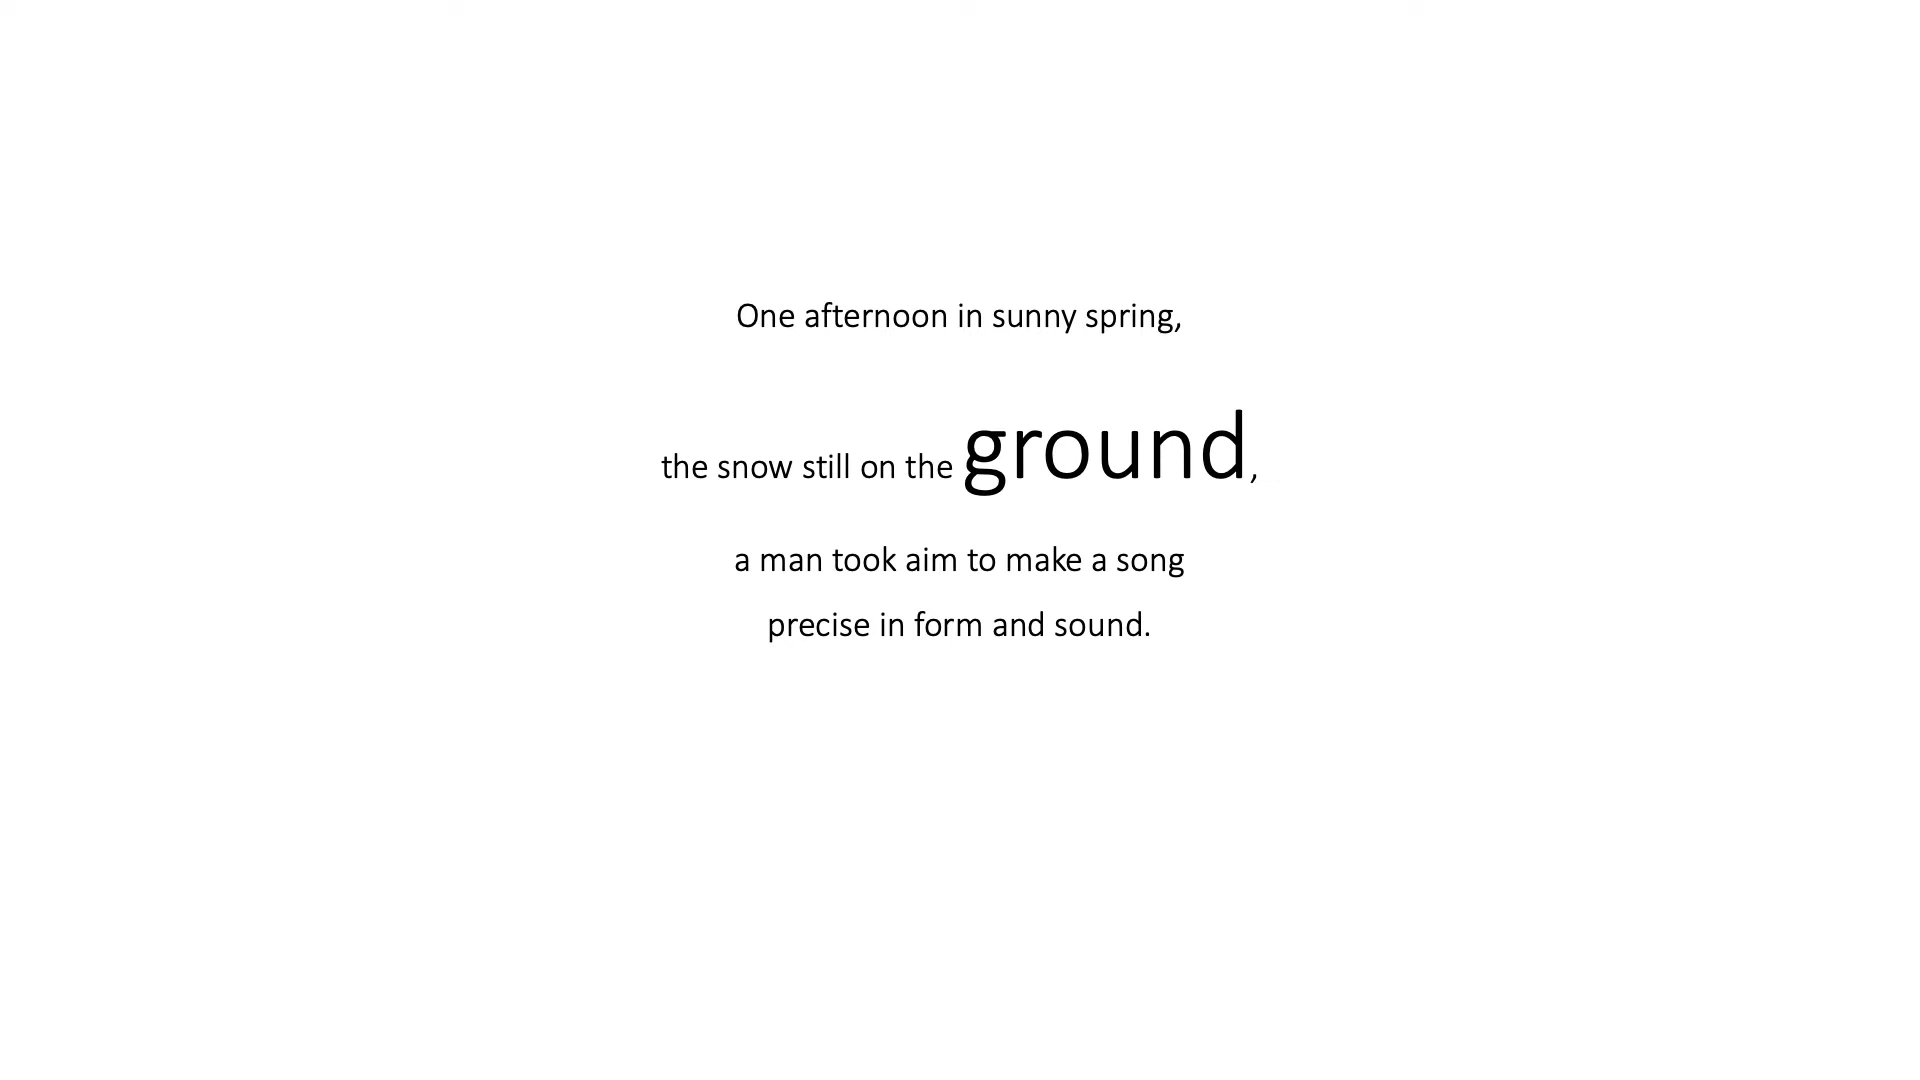 One afternoon in sunny spring,
the snow still on the ground,
a man took aim to make a song
precise in form and sound.